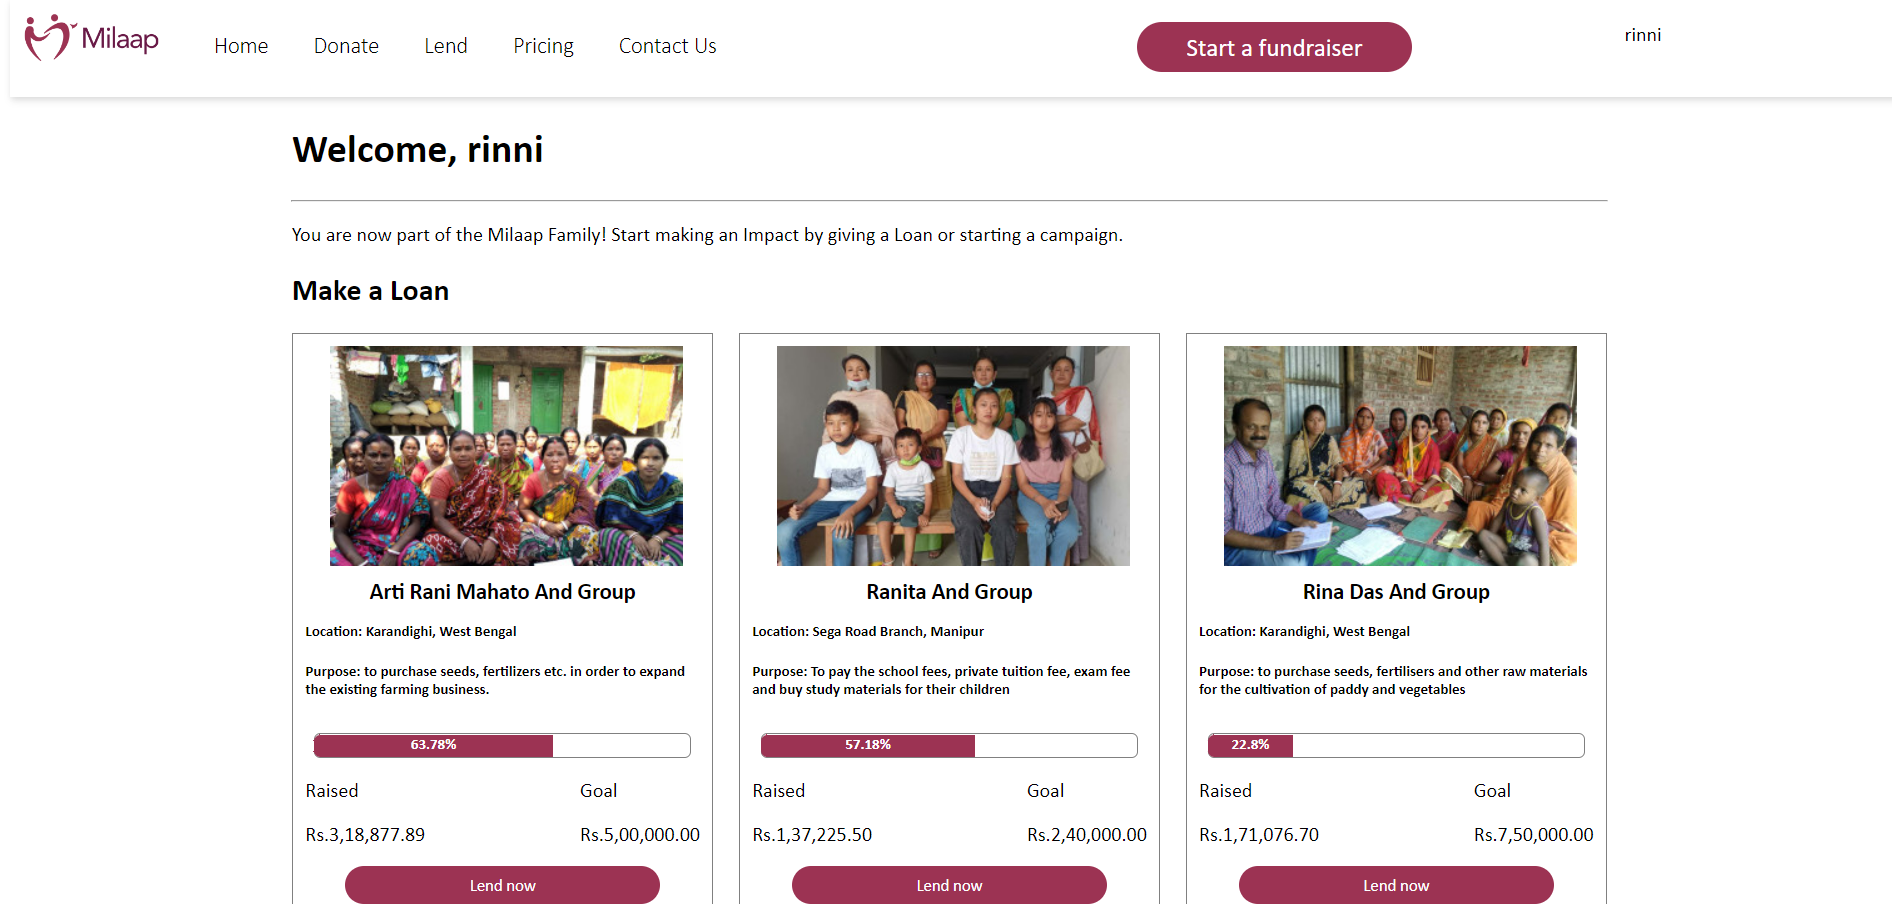 Milaap
Home
Donate
Lend
Pricing
Contact Us
Start a fundraiser
rinni
Welcome, rinni
You are now part of the Milaap Family! Start making an Impact by giving a Loan or starting a campaign.
Make a Loan
Arti Rani Mahato And Group
Location: Karandighi, West Bengal
Purpose: to purchase seeds, fertilizers etc. in order to expand
the existing farming business.
63.78%
Raised
Goal
Rs.3,18,877.89
Rs.5,00,000.00
Lend now
Ranita And Group
Location: Sega Road Branch, Manipur
Purpose: To pay the school fees, private tuition fee, exam fee
and buy study materials for their children
57.18%
Raised
Goal
Rs.1,37,225.50
Rs.2,40,000.00
Lend now
Rina Das And Group
Location: Karandighi, West Bengal
Purpose: to purchase seeds, fertilisers and other raw materials
for the cultivation of paddy and vegetables
22.8%
Raised
Goal
Rs.1,71,076.70
Rs.7,50,000.00
Lend now